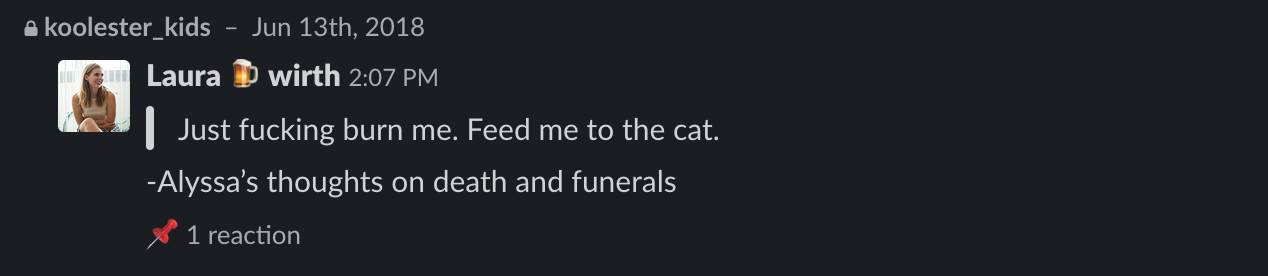 koolester_kids – Jun 13th, 2018
Laura 🍺 wirth 2:07 PM
Just fucking burn me. Feed me to the cat.
-Alyssa’s thoughts on death and funerals
📌 1 reaction